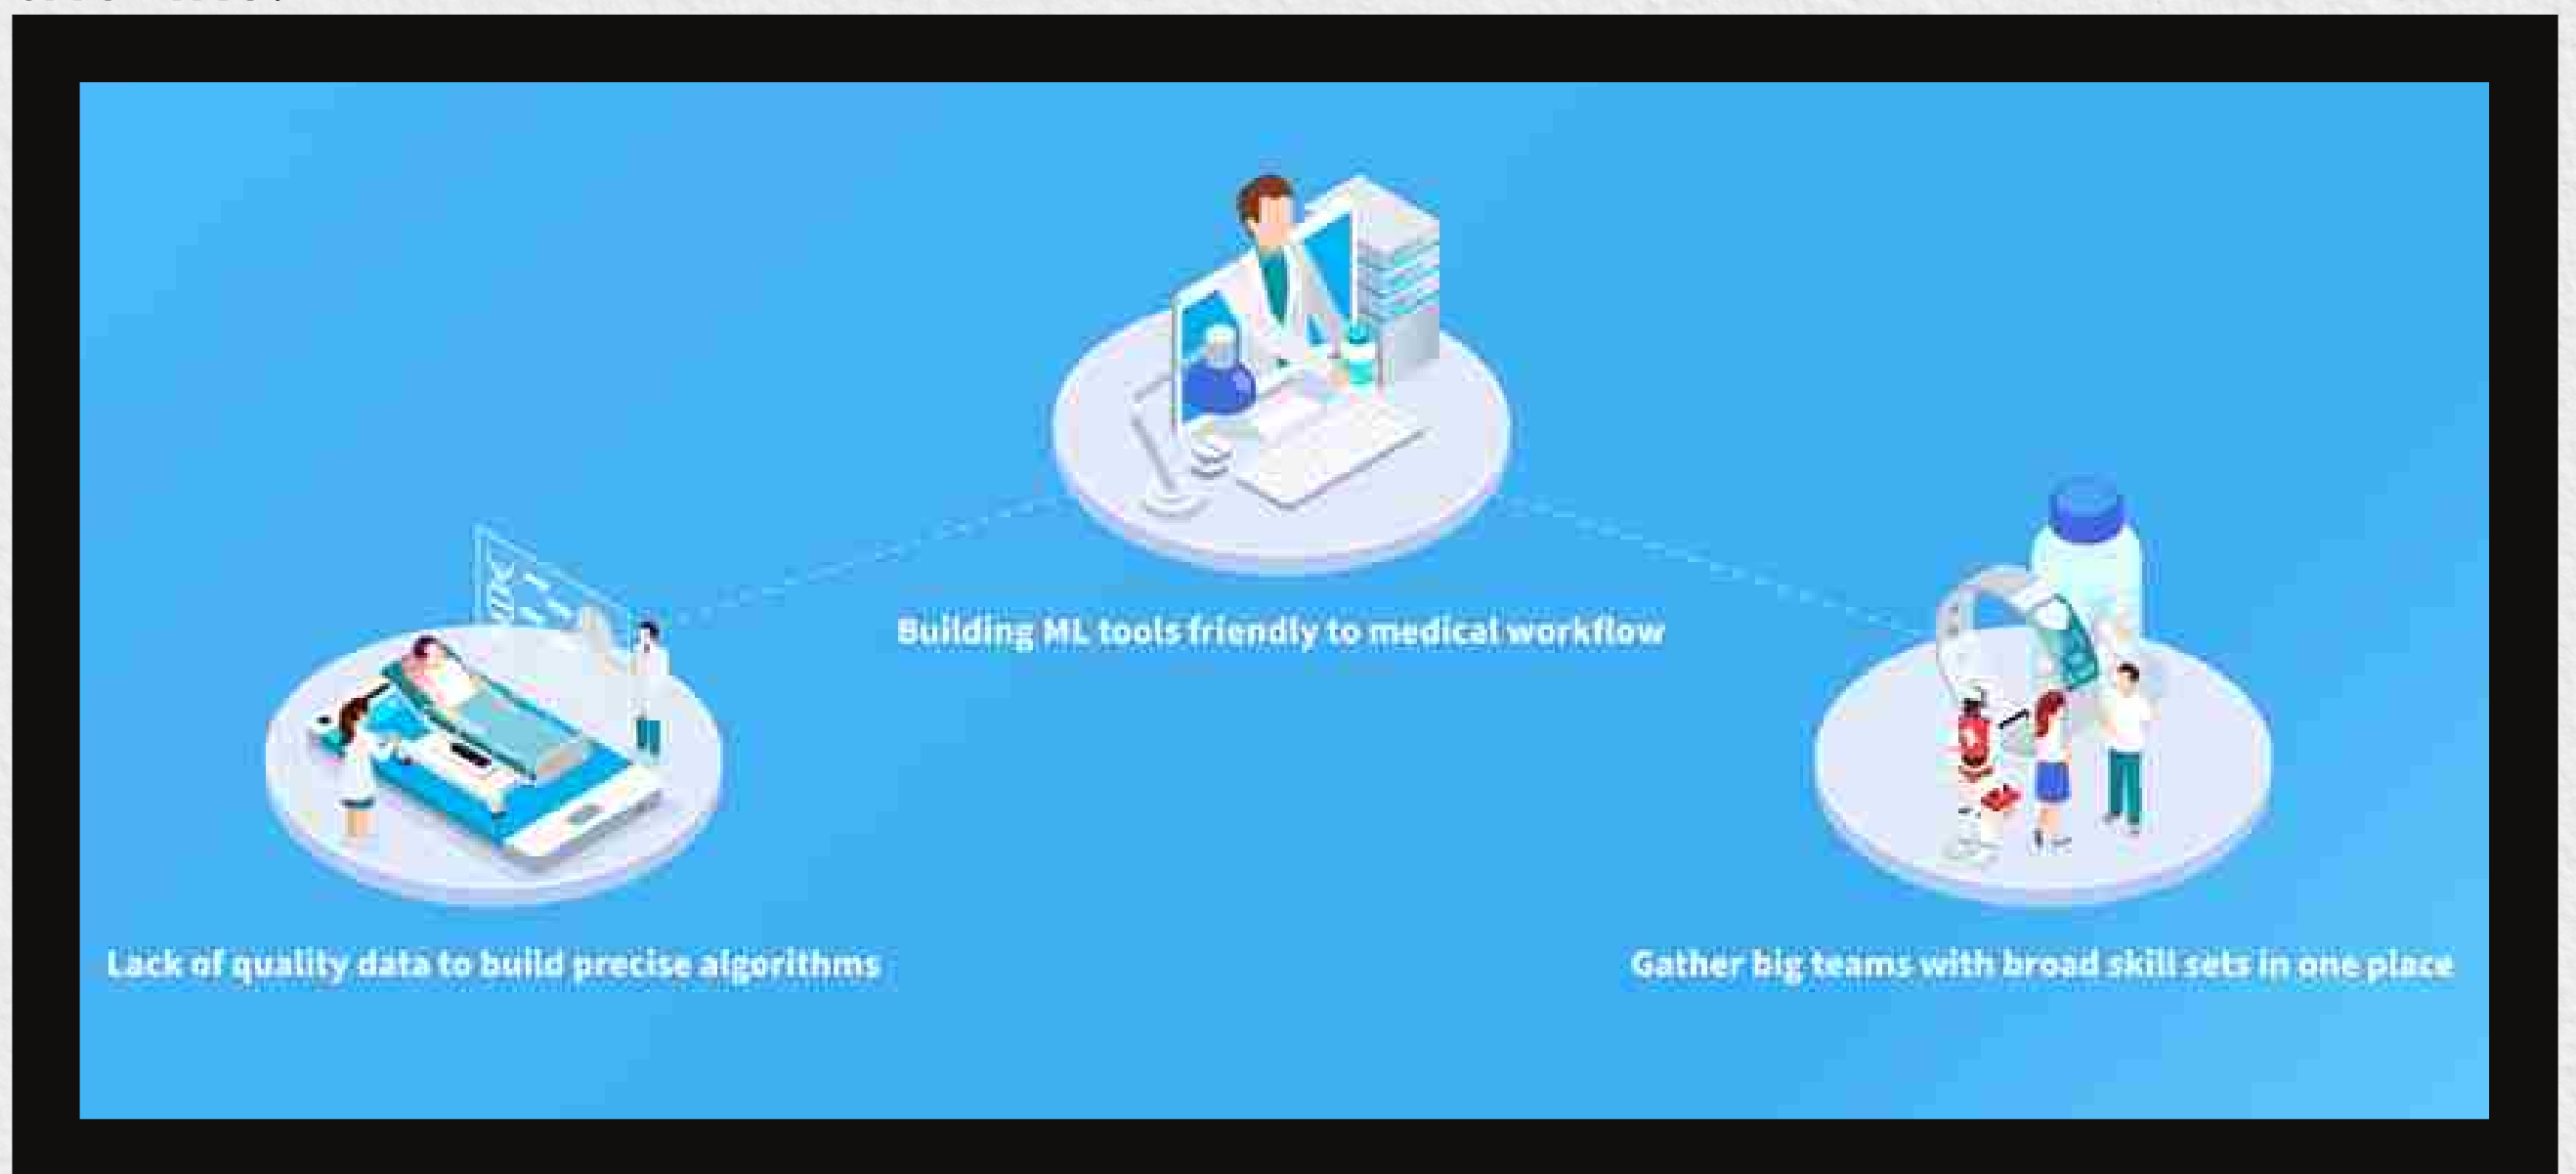 Building ML tools friendly to medical workflow
Lack of quality data to build precise algorithms
Gather big teams with broad skill sets in one place